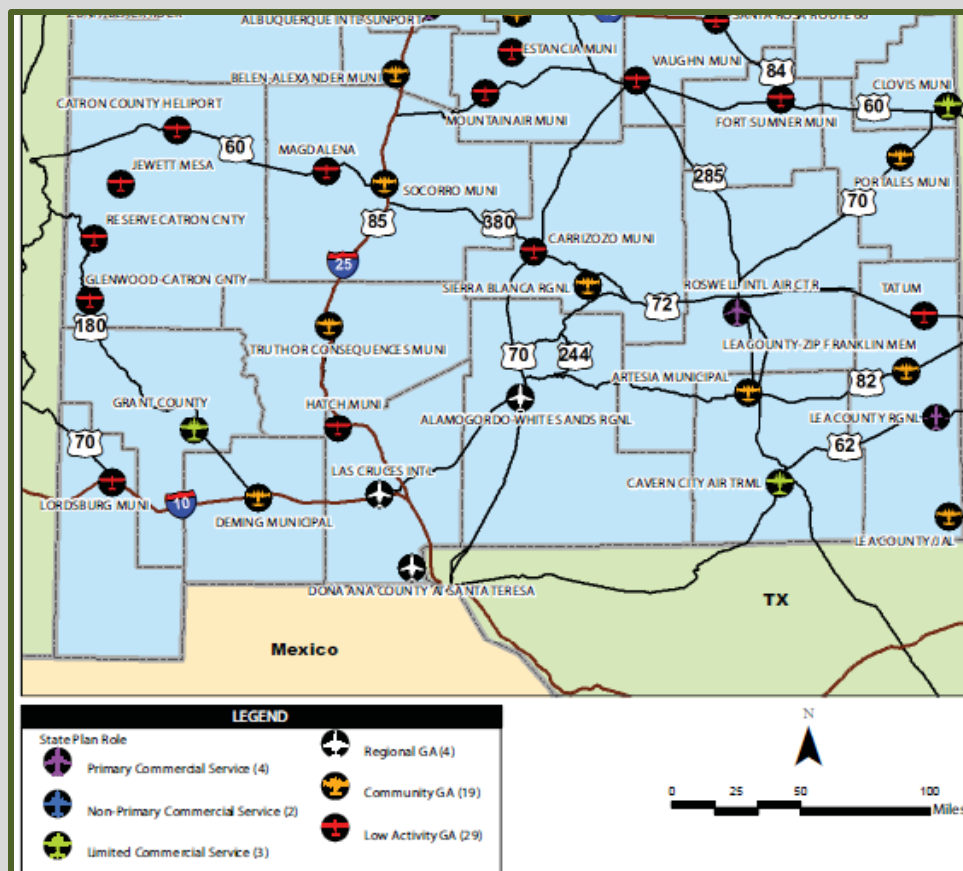 ALBUQUERQUE INTL SUNPORT
SANTA ROSA ROUTE 66
ESTANCIA MUNI
VAUGHN MUNI
BELEN-ALEXANDER MUNI
84
CLOVIS MUNI
CATRON COUNTY HELIPORT
MOUNTAINAIR MUNI
FORT SUMNER MUNI
60
60
MAGDALENA
JEWETT MESA
SOCORRO MUNI
285
PORTALES MUNI
70
RESERVE CATRON CNTY
85
380
CARRIZOZO MUNI
25
GLENWOOD-CATRON CNTY
SIERRA BLANCA RGNL
ROSWELL INTL AIR CTR
TATUM
72
180
TRUTH OR CONSEQUENCES MUNI
70
244
LEA COUNTY-ZIP FRANKLIN MEM
ARTESIA MUNICIPAL
82
GRANT COUNTY
HATCH MUNI
ALAMOGORDO-WHITE SANDS RGNL
LEA COUNTY RGNL
70
62
LAS CRUCES INTL
CAVERN CITY AIR TRML
LORDSBURG MUNI
10
DEMING MUNICIPAL
LEA COUNTY/JAL
DONA ANA COUNTY AT SANTA TERESA
TX
Mexico
LEGEND
State Plan Role
Primary Commercial Service (4)
Non-Primary Commercial Service (2)
Limited Commercial Service (3)
Regional GA (4)
Community GA (19)
Low Activity GA (29)
N
0 25 50 100
Miles